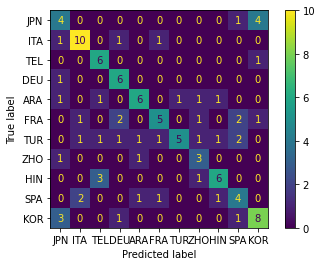 JPN 4 0 0 0 0 0 0 0 0 1 4
ITA 1 10 0 1 0 1 0 0 0 0 0
TEL 0 0 6 0 0 0 0 0 0 0 1
DEU 1 0 0 6 0 0 0 0 0 0 0
ARA 1 0 1 0 6 0 1 1 1 0 0
FRA 0 1 0 2 0 5 0 1 0 2 1
TUR 0 1 1 1 1 1 5 1 1 2 0
ZHO 1 0 0 0 1 0 0 3 0 0 0
HIN 0 0 3 0 0 0 0 1 6 0 0
SPA 0 2 0 0 1 1 0 0 1 4 0
KOR 3 0 0 1 0 0 0 0 0 1 8
JPN ITA TEL DEU ARA FRA TUR ZHO HIN SPA KOR
Predicted label
True label
10
8
6
4
2
0